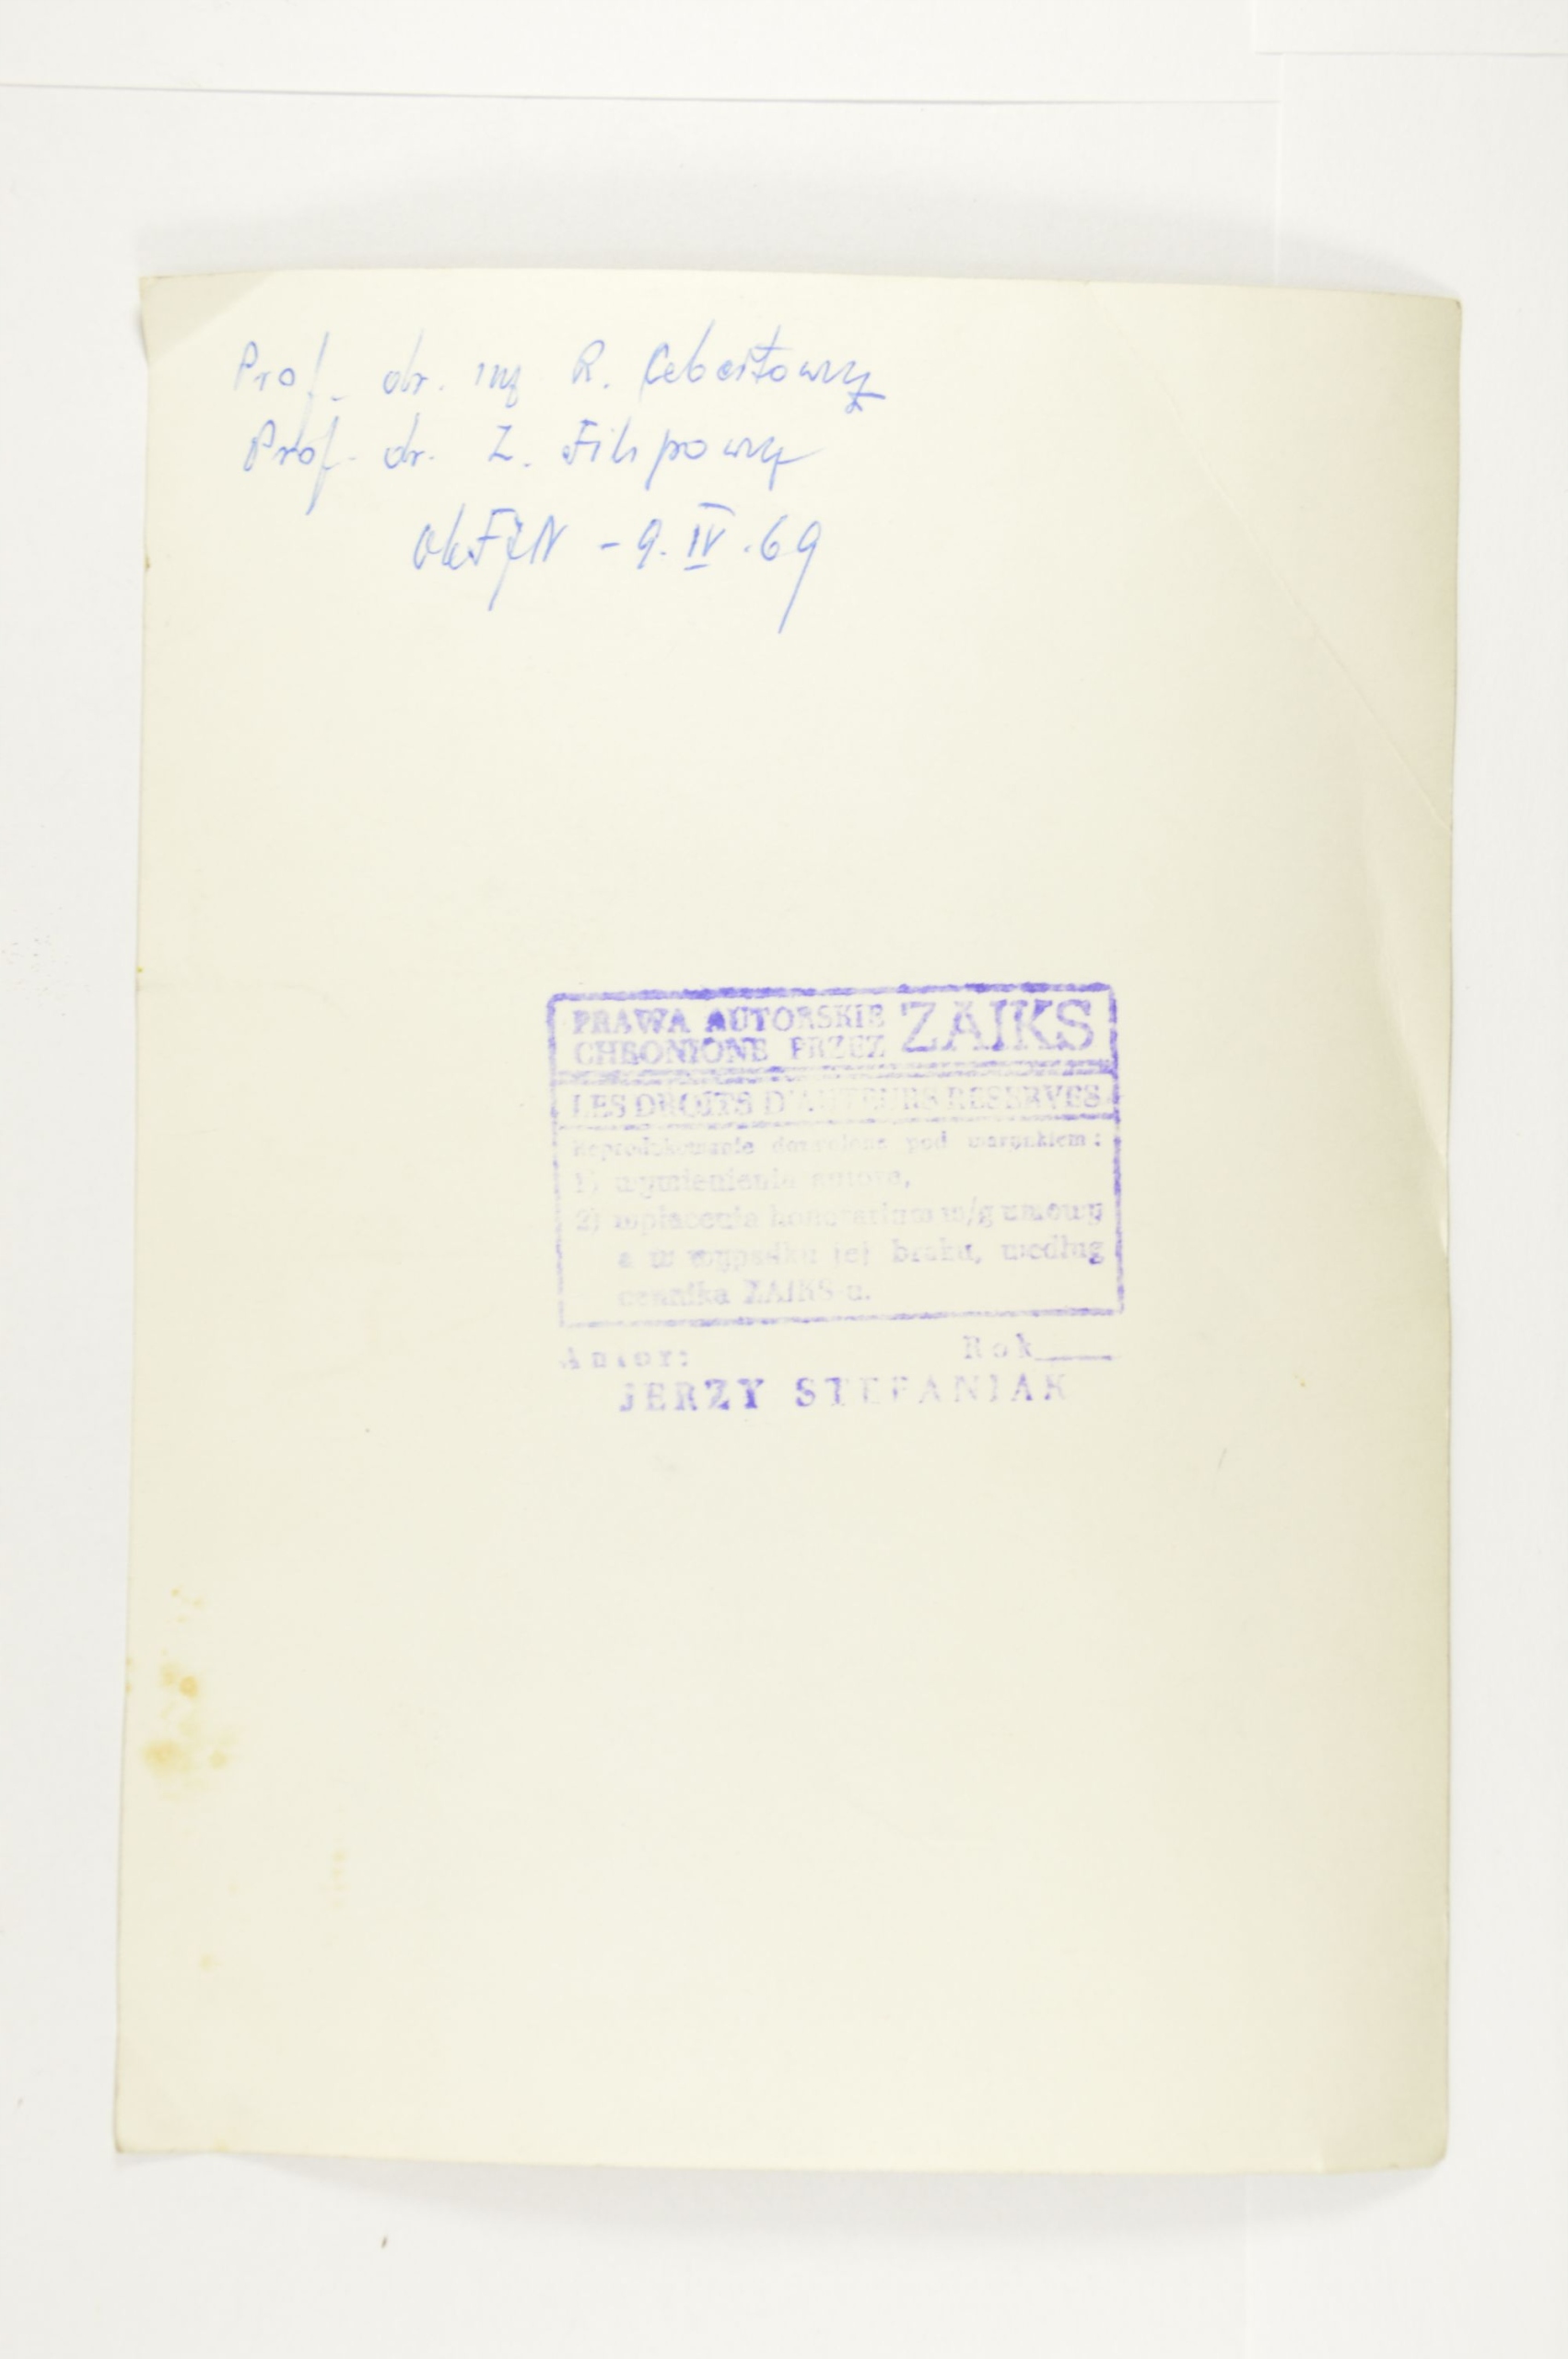 Prof. dr. inż R. Cebertowicz
Prof. dr. Z. Filipowicz
OKFJN - 9.IV.69
PRAWA AUTORSKIE
CHRONIONE PRZEZ ZAIKS
LES DROITS D'AUTEURS RESERVES
Reprodukowanie dozwolone pod warunkiem:
1) wymienienia autora,
2) wpłacenia honorarium w/g umowy
a w wypadku jej braku, według
cennika ZAIKS-u.
Autor: Rok
JERZY STEFANIAK